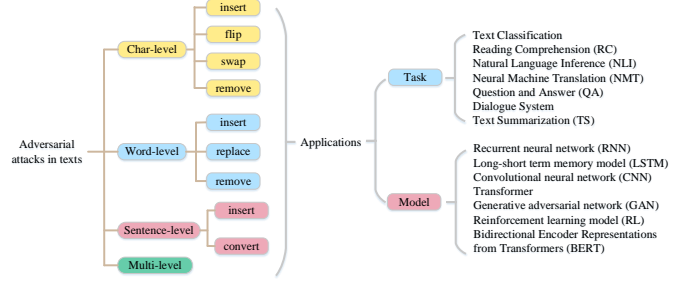 Adversarial
attacks in texts
Char-level
insert
flip
swap
remove
Word-level
insert
replace
remove
Sentence-level
insert
convert
Multi-level
Applications
Task
Text Classification
Reading Comprehension (RC)
Natural Language Inference (NLI)
Neural Machine Translation (NMT)
Question and Answer (QA)
Dialogue System
Text Summarization (TS)
Model
Recurrent neural network (RNN)
Long-short term memory model (LSTM)
Convolutional neural network (CNN)
Transformer
Generative adversarial network (GAN)
Reinforcement learning model (RL)
Bidirectional Encoder Representations
from Transformers (BERT)